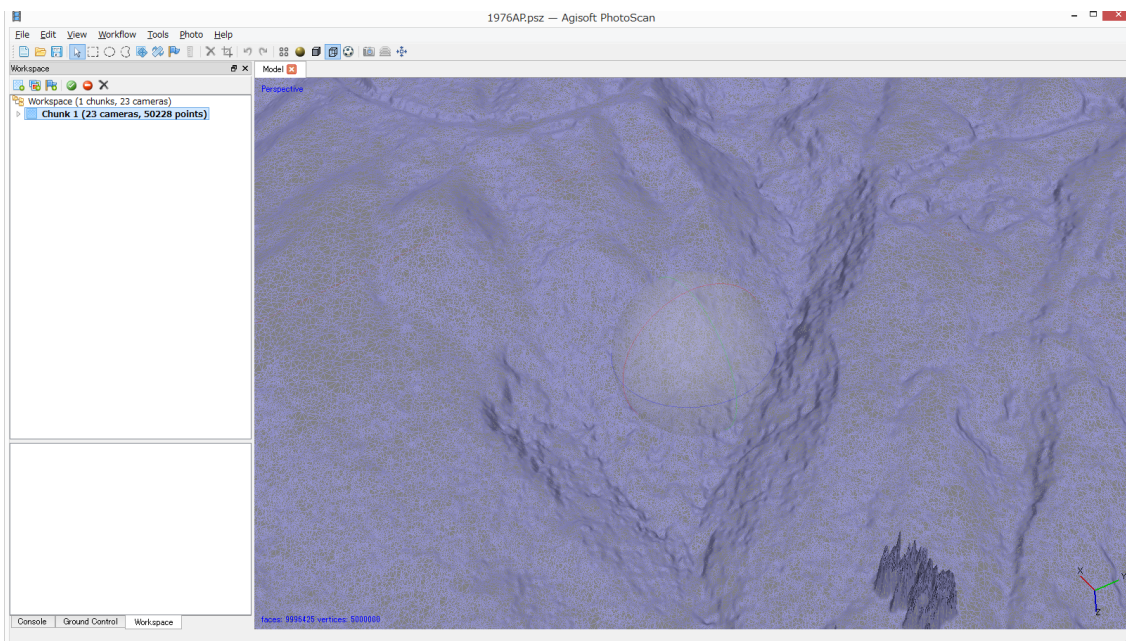 1976AP.psz — Agisoft PhotoScan
File Edit View Workflow Tools Photo Help
Workspace
Model
Workspace (1 chunks, 23 cameras)
Chunk 1 (23 cameras, 50228 points)
Perspective
X
Y
Z
faces: 9996425 vertices: 5000000
Console Ground Control Workspace